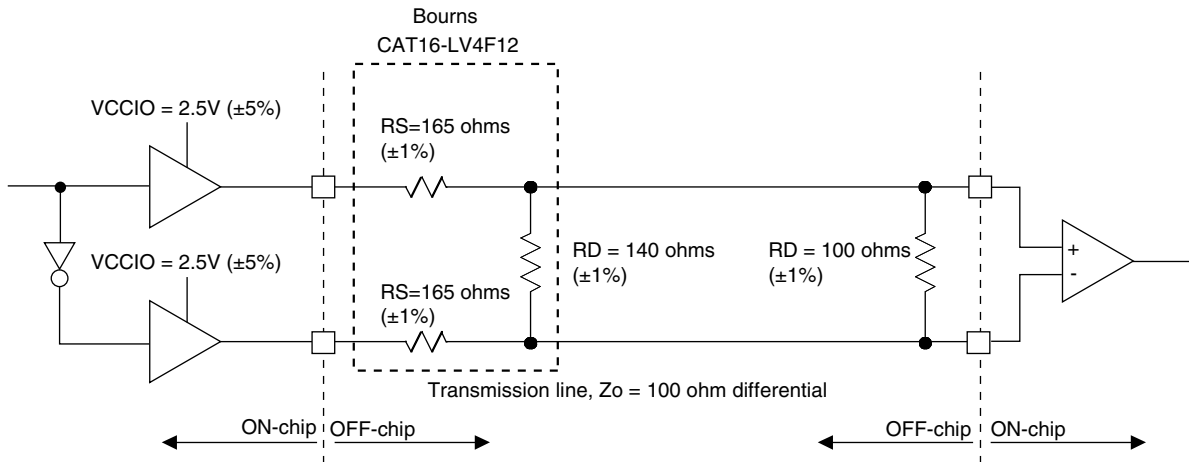 Bourns
CAT16-LV4F12
VCCIO = 2.5V (±5%)
RS=165 ohms
(±1%)
VCCIO = 2.5V (±5%)
RS=165 ohms
(±1%)
RD = 140 ohms
(±1%)
RD = 100 ohms
(±1%)
+
-
Transmission line, Zo = 100 ohm differential
ON-chip OFF-chip
OFF-chip ON-chip